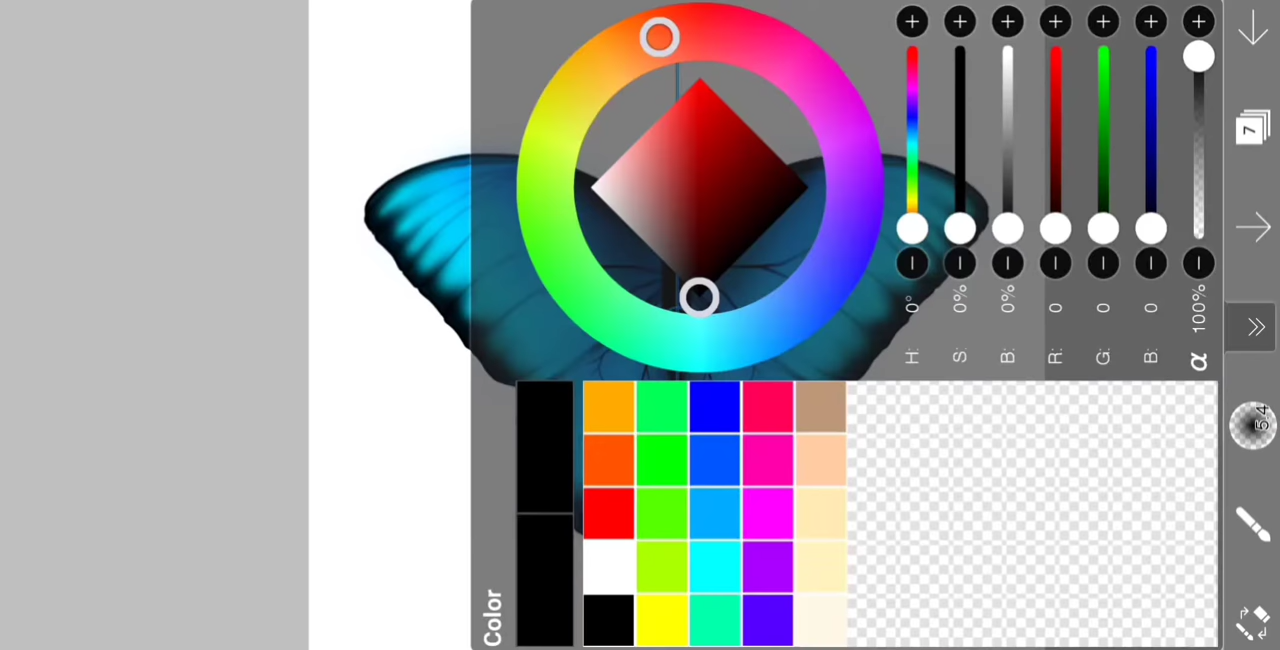 Color
H: 0°
S: 0%
B: 0%
R: 0
G: 0
B: 0
α 100%
7
5.4